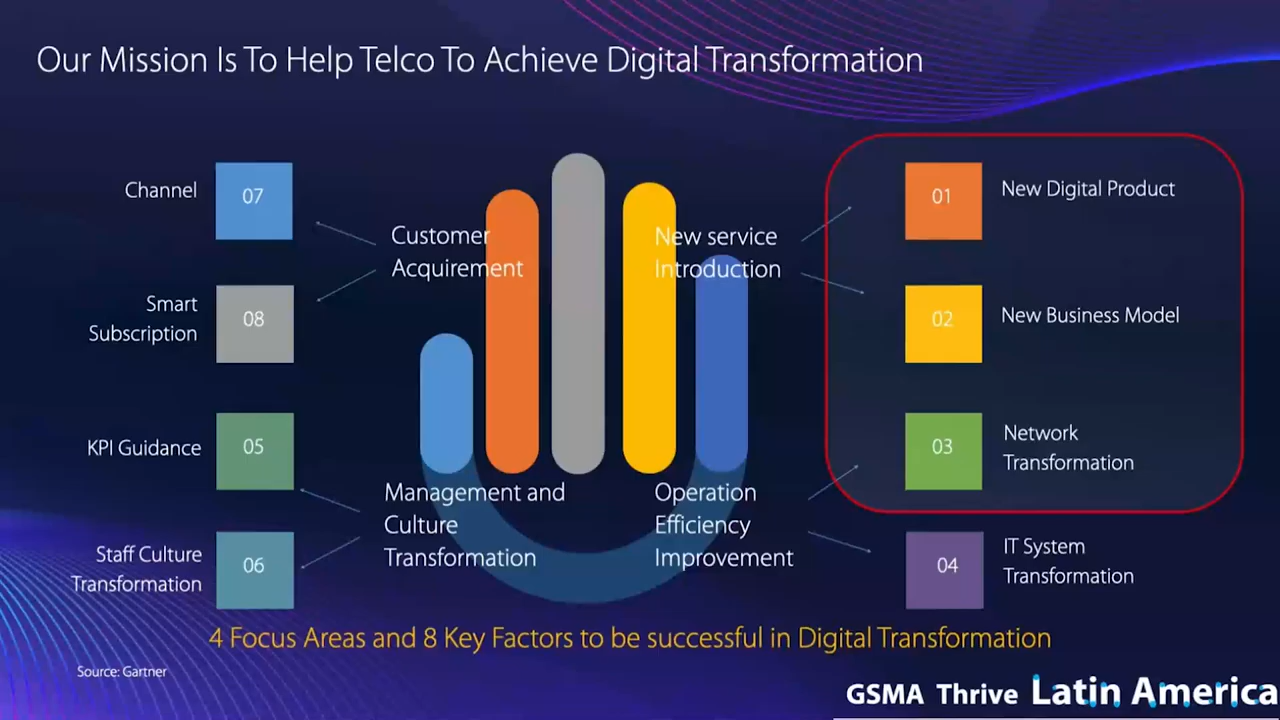 Our Mission Is To Help Telco To Achieve Digital Transformation
Channel
07
Smart
Subscription
08
Customer
Acquirement
New service
Introduction
01
New Digital Product
02
New Business Model
KPI Guidance
05
Staff Culture
Transformation
06
Management and
Culture
Transformation
Operation
Efficiency
Improvement
03
Network
Transformation
04
IT System
Transformation
4 Focus Areas and 8 Key Factors to be successful in Digital Transformation
Source: Gartner
GSMA Thrive Latin America